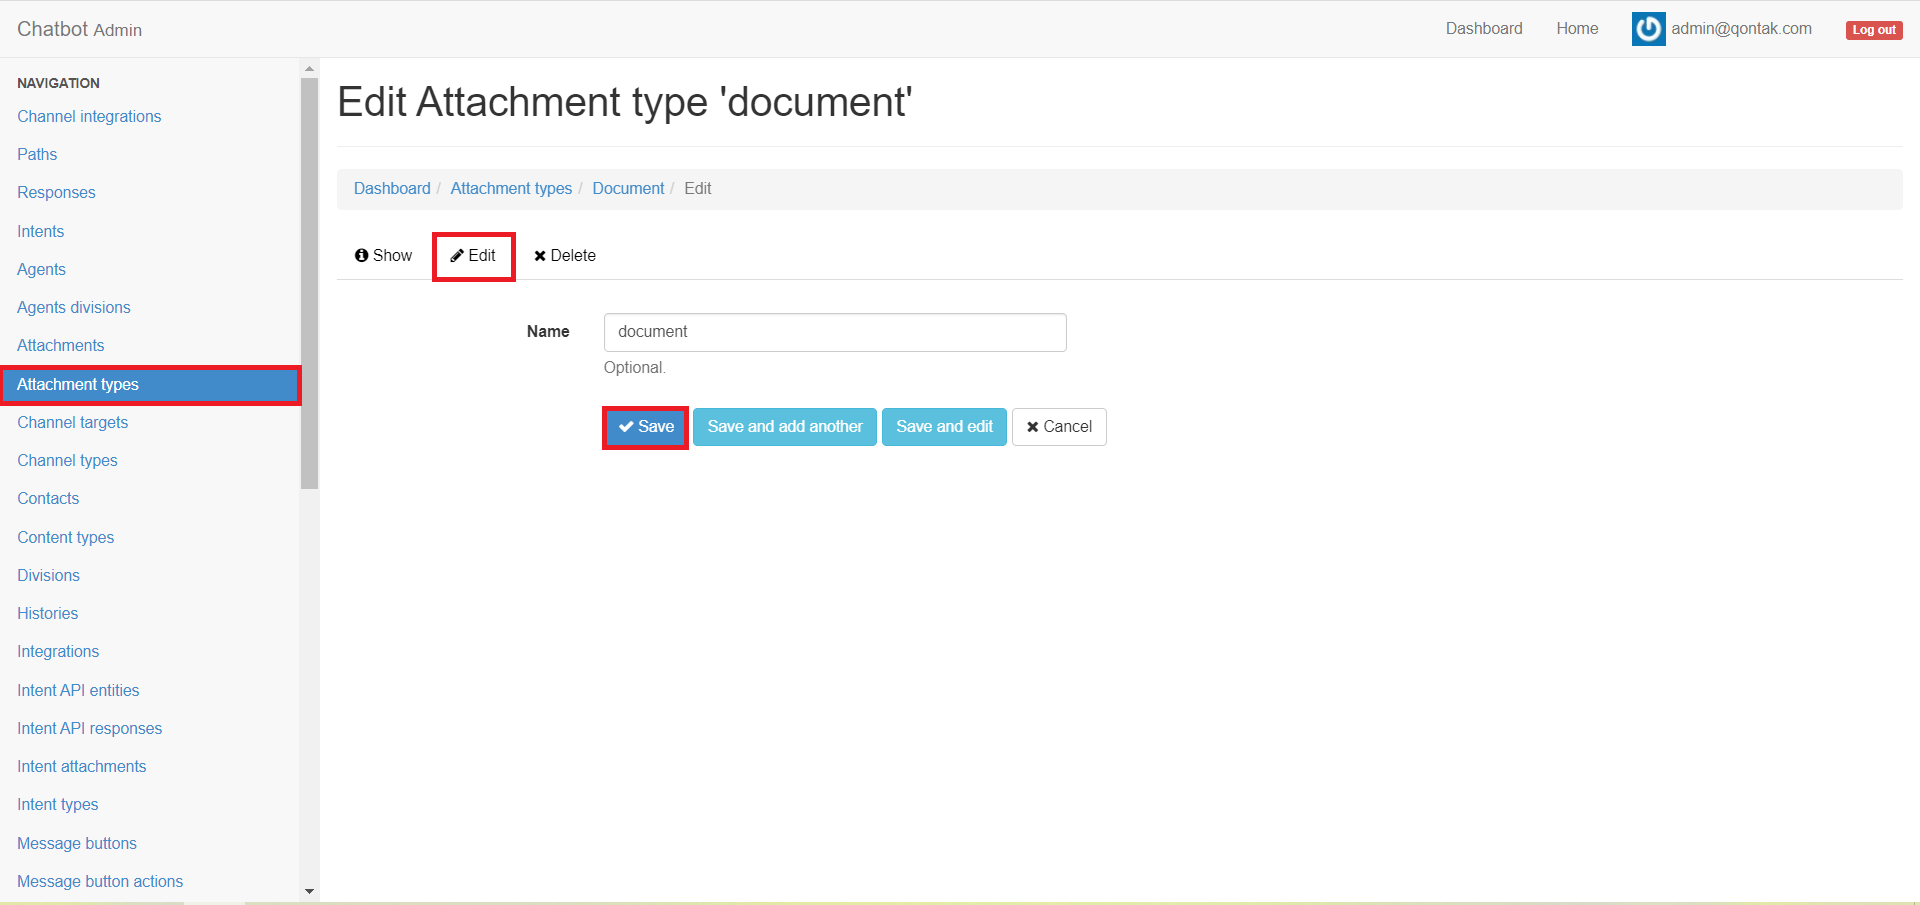 Chatbot Admin
Dashboard
Home
admin@qontak.com
Log out
NAVIGATION
Channel integrations
Paths
Responses
Intents
Agents
Agents divisions
Attachments
Attachment types
Channel targets
Channel types
Contacts
Content types
Divisions
Histories
Integrations
Intent API entities
Intent API responses
Intent attachments
Intent types
Message buttons
Message button actions
Edit Attachment type 'document'
Dashboard / Attachment types / Document / Edit
Show
Edit
Delete
Name
document
Optional.
Save
Save and add another
Save and edit
Cancel